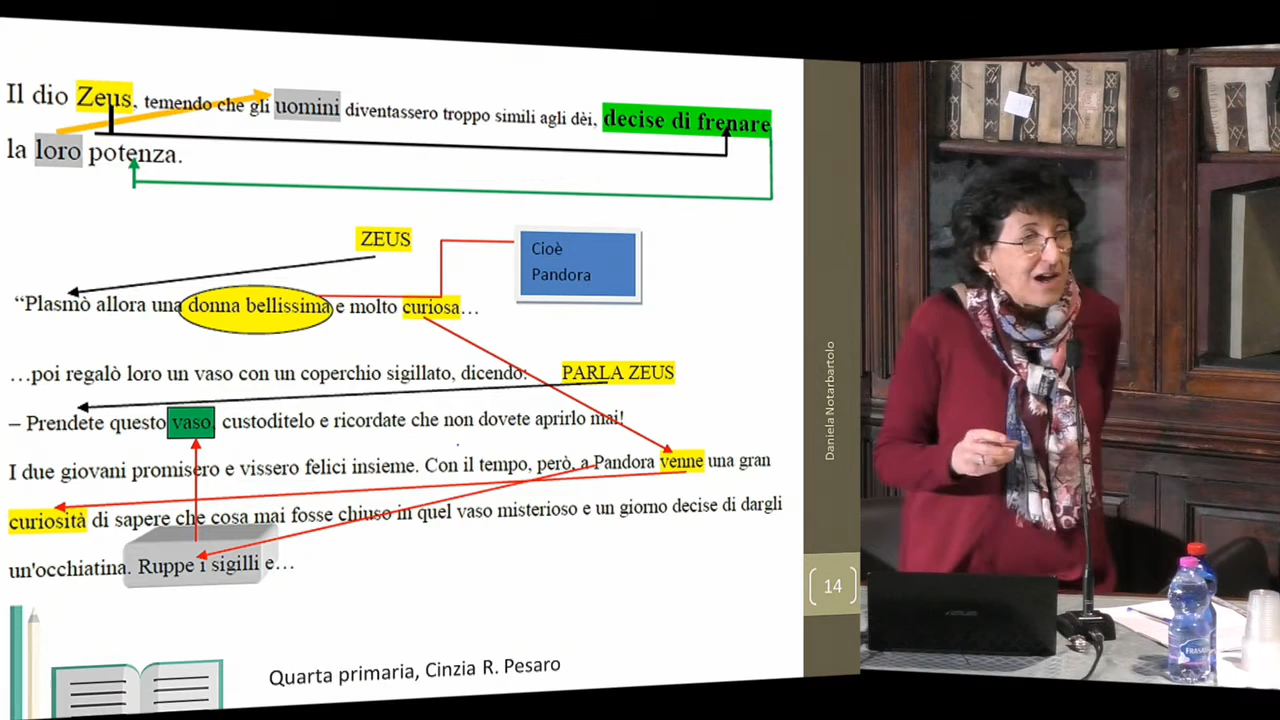 Il dio Zeus, temendo che gli uomini diventassero troppo simili agli dèi, decise di frenare
la loro potenza.
ZEUS
Cioè
Pandora
“Plasmò allora una donna bellissima e molto curiosa…
…poi regalò loro un vaso con un coperchio sigillato, dicendo: PARLA ZEUS
– Prendete questo vaso, custoditelo e ricordate che non dovete aprirlo mai!
I due giovani promisero e vissero felici insieme. Con il tempo, però, a Pandora venne una gran
curiosità di sapere che cosa mai fosse chiuso in quel vaso misterioso e un giorno decise di dargli
un'occhiatina. Ruppe i sigilli e…
Quarta primaria, Cinzia R. Pesaro
Daniela Notarbartolo
14
ASUS
FRASASSI